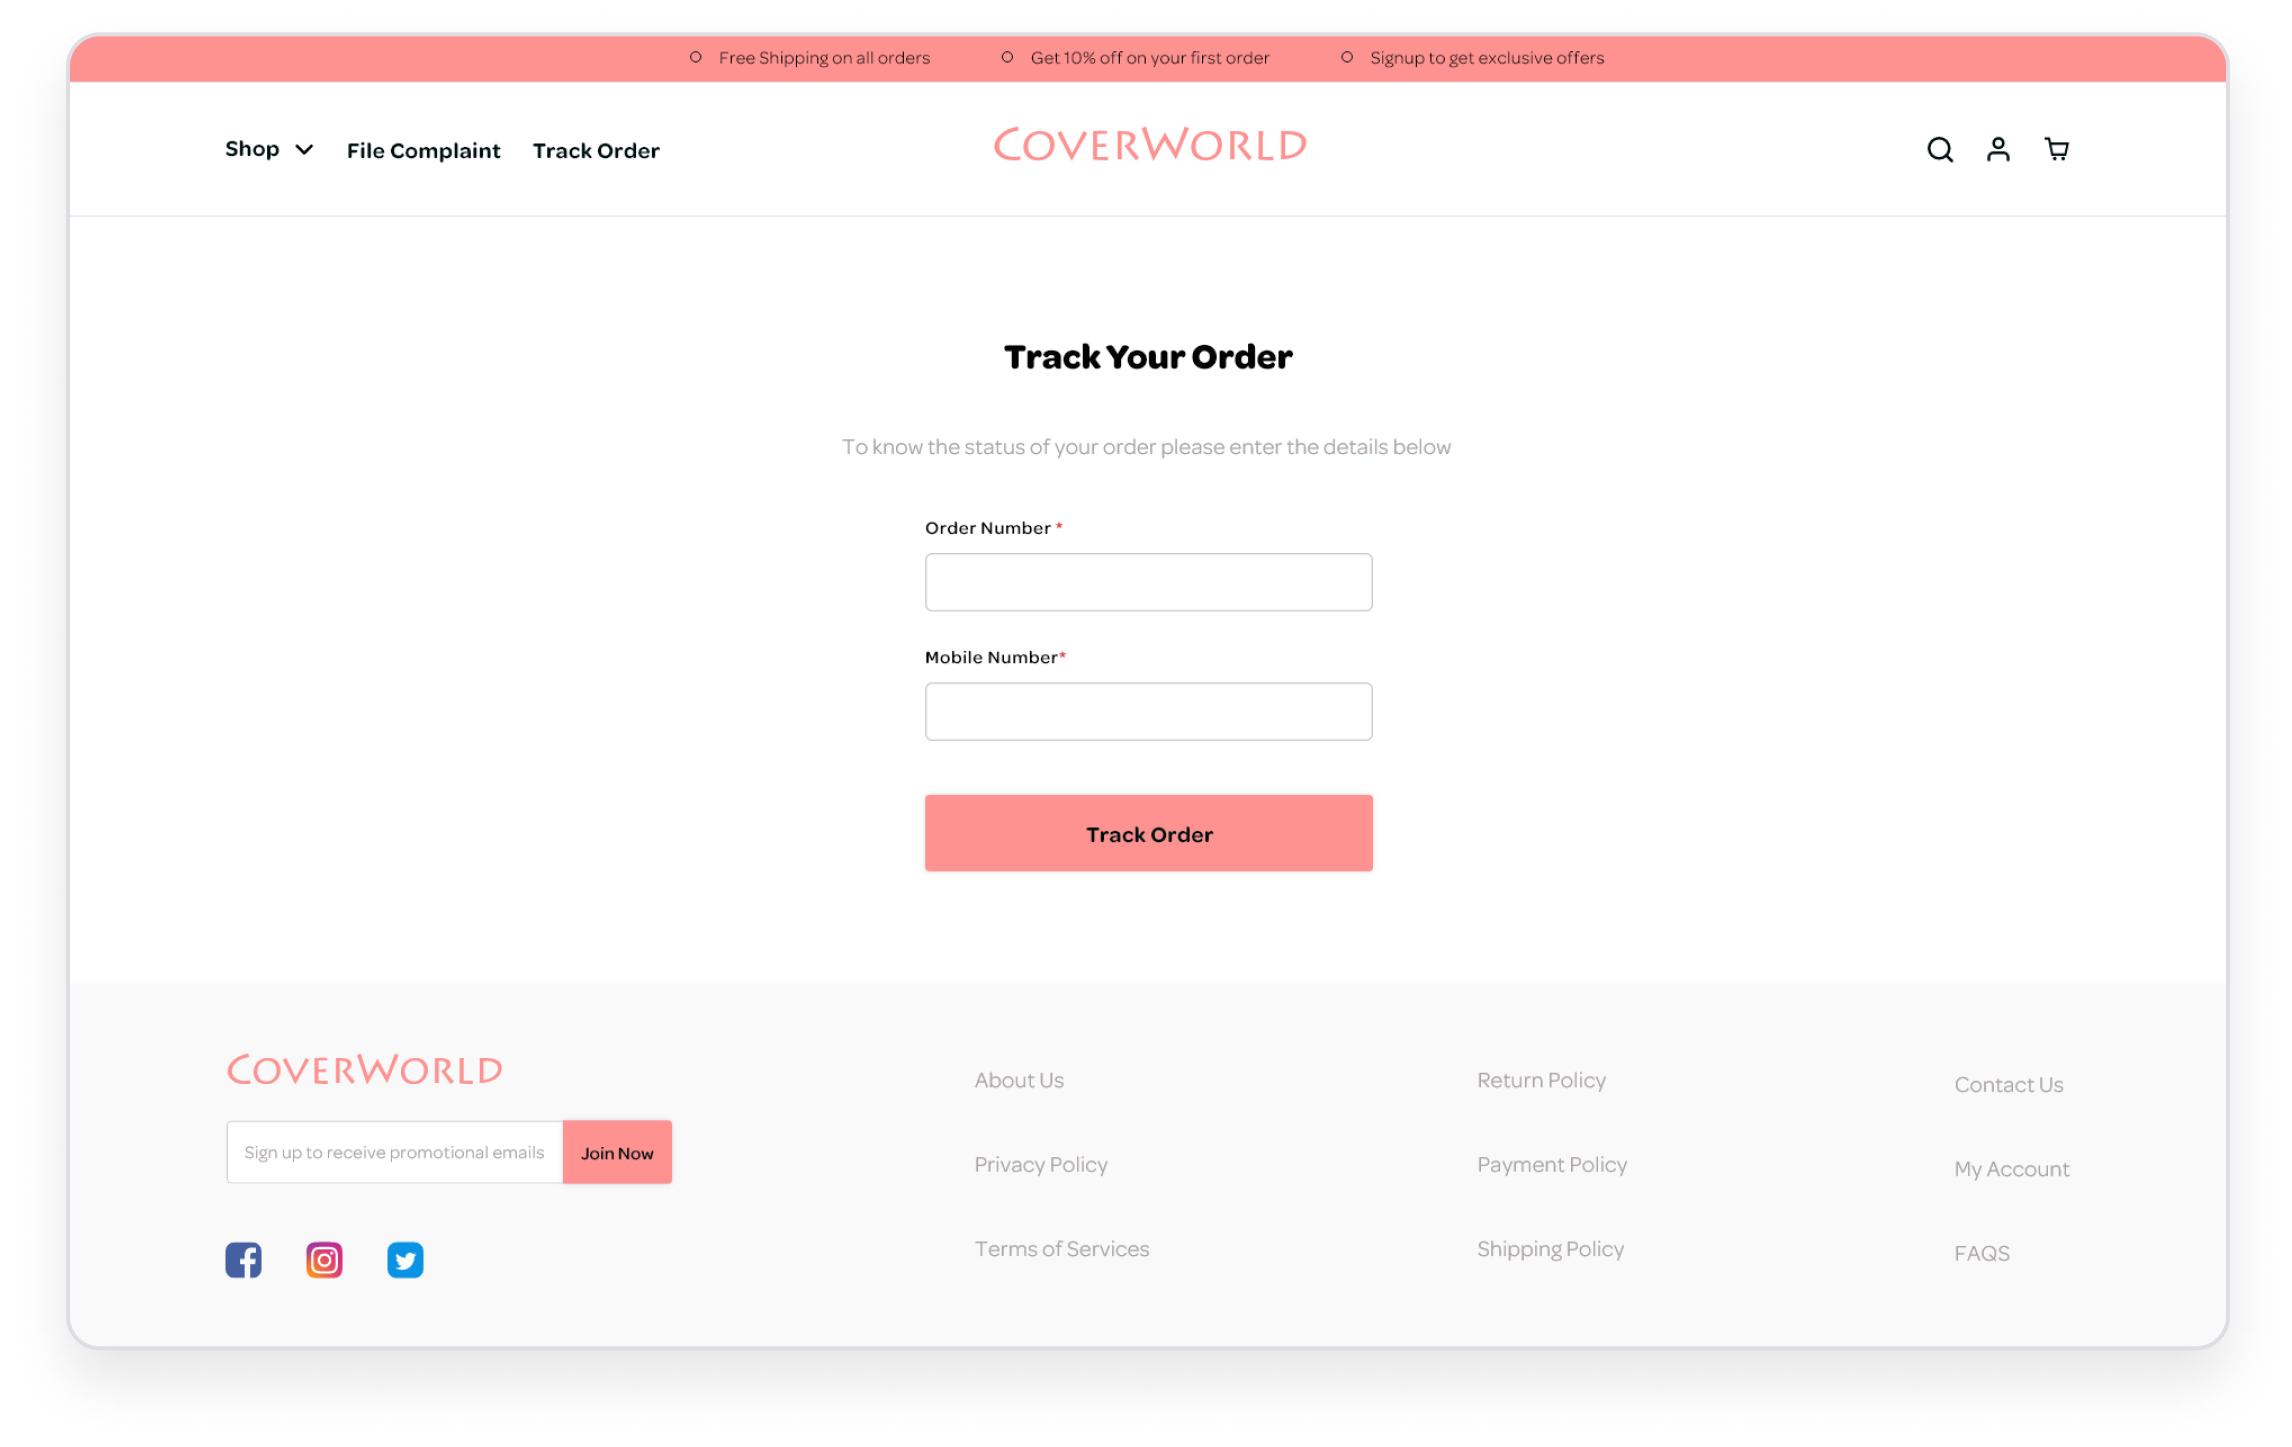 Free Shipping on all orders
Get 10% off on your first order
Signup to get exclusive offers
Shop
File Complaint
Track Order
COVERWORLD
Track Your Order
To know the status of your order please enter the details below
Order Number *
Mobile Number*
Track Order
COVERWORLD
Sign up to receive promotional emails
Join Now
About Us
Privacy Policy
Terms of Services
Return Policy
Payment Policy
Shipping Policy
Contact Us
My Account
FAQS